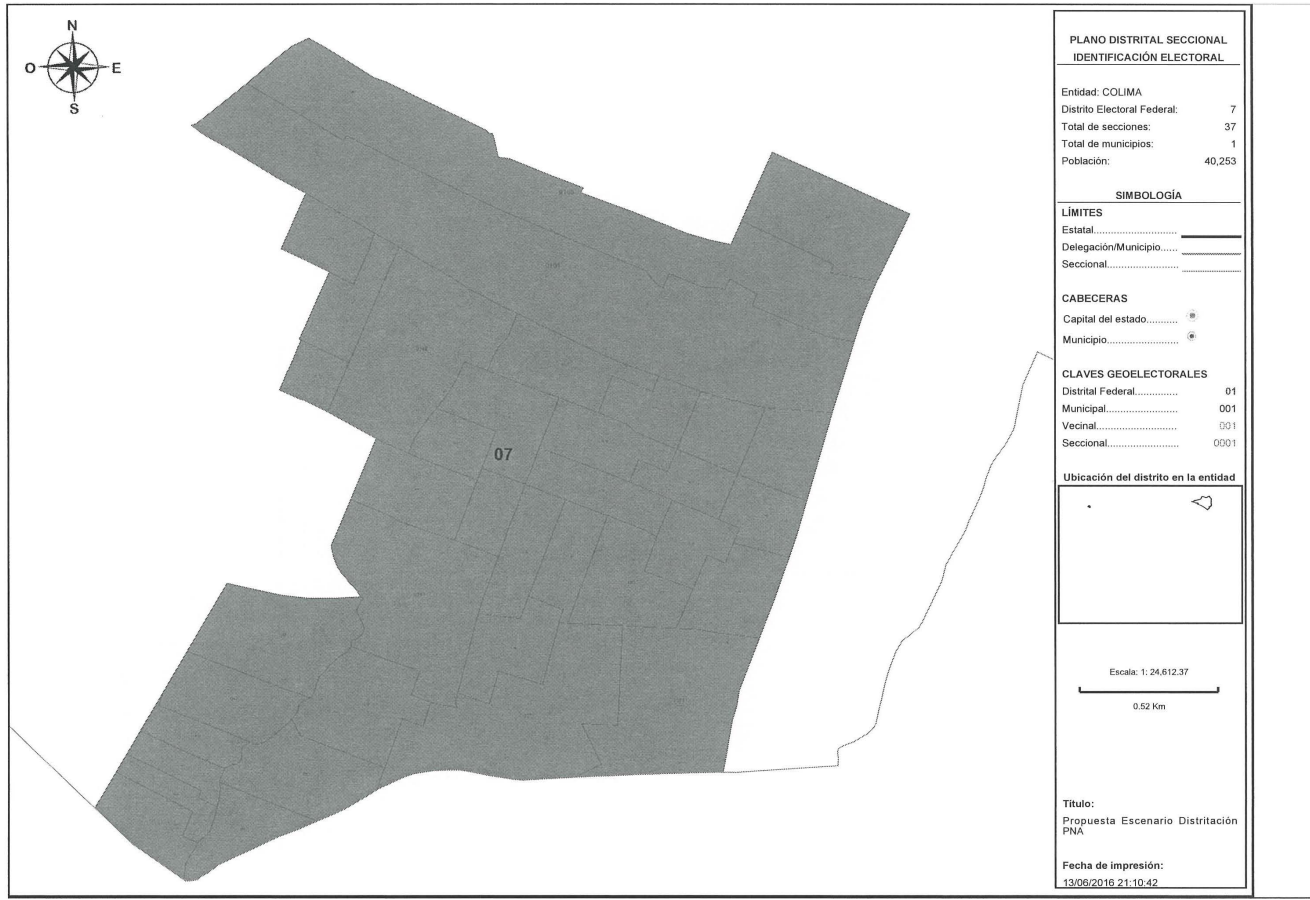 N
O
E
S
07
PLANO DISTRITAL SECCIONAL
IDENTIFICACIÓN ELECTORAL
Entidad: COLIMA
Distrito Electoral Federal: 7
Total de secciones: 37
Total de municipios: 1
Población: 40,253
SIMBOLOGÍA
LÍMITES
Estatal............................
Delegación/Municipio......
Seccional........................
CABECERAS
Capital del estado...........
Municipio........................
CLAVES GEOELECTORALES
Distrital Federal............... 01
Municipal......................... 001
Vecinal............................ 001
Seccional......................... 0001
Ubicación del distrito en la entidad
Escala: 1: 24,612.37
0.52 Km
Título:
Propuesta Escenario Distritación
PNA
Fecha de impresión:
13/06/2016 21:10:42